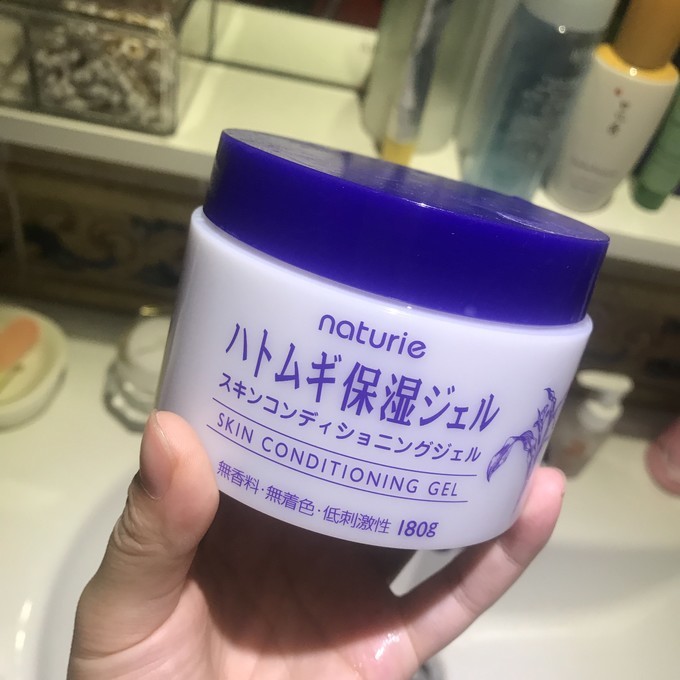 naturie
ハトムギ保湿ジェル
スキンコンディショニングジェル
SKIN CONDITIONING GEL
無香料・無着色・低刺激性 180g